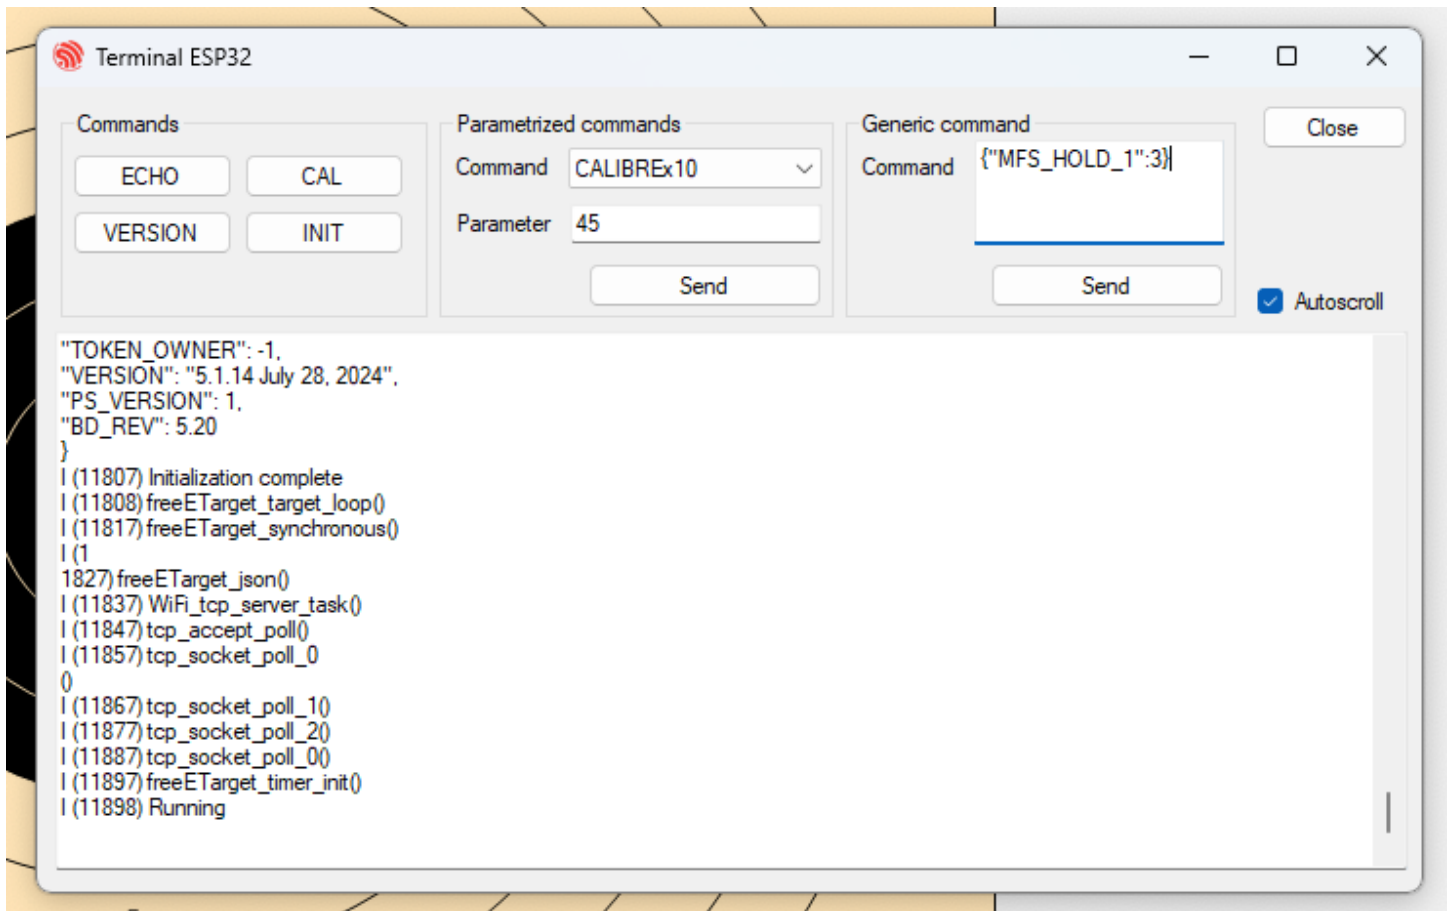 Terminal ESP32
Commands
ECHO
CAL
VERSION
INIT
Parametrized commands
Command
CALIBREx10
Parameter
45
Send
Generic command
Command
{"MFS_HOLD_1":3}
Send
Close
Autoscroll
"TOKEN_OWNER": -1,
"VERSION": "5.1.14 July 28, 2024",
"PS_VERSION": 1,
"BD_REV": 5.20
}
I (11807) Initialization complete
I (11808) freeETarget_target_loop()
I (11817) freeETarget_synchronous()
I (1
1827) freeETarget_json()
I (11837) WiFi_tcp_server_task()
I (11847) tcp_accept_poll()
I (11857) tcp_socket_poll_0
()
I (11867) tcp_socket_poll_1()
I (11877) tcp_socket_poll_2()
I (11887) tcp_socket_poll_0()
I (11897) freeETarget_timer_init()
I (11898) Running